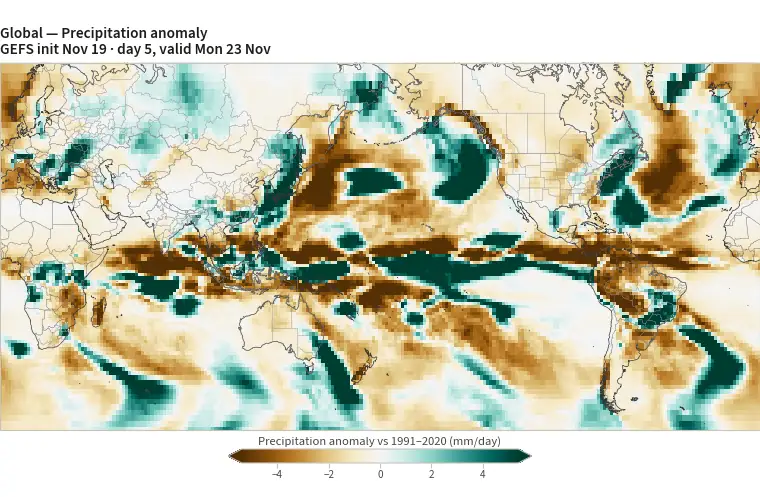 Global — Precipitation anomaly
GEFS init Nov 19 · day 5, valid Mon 23 Nov
Precipitation anomaly vs 1991–2020 (mm/day)
−4 −2 0 2 4